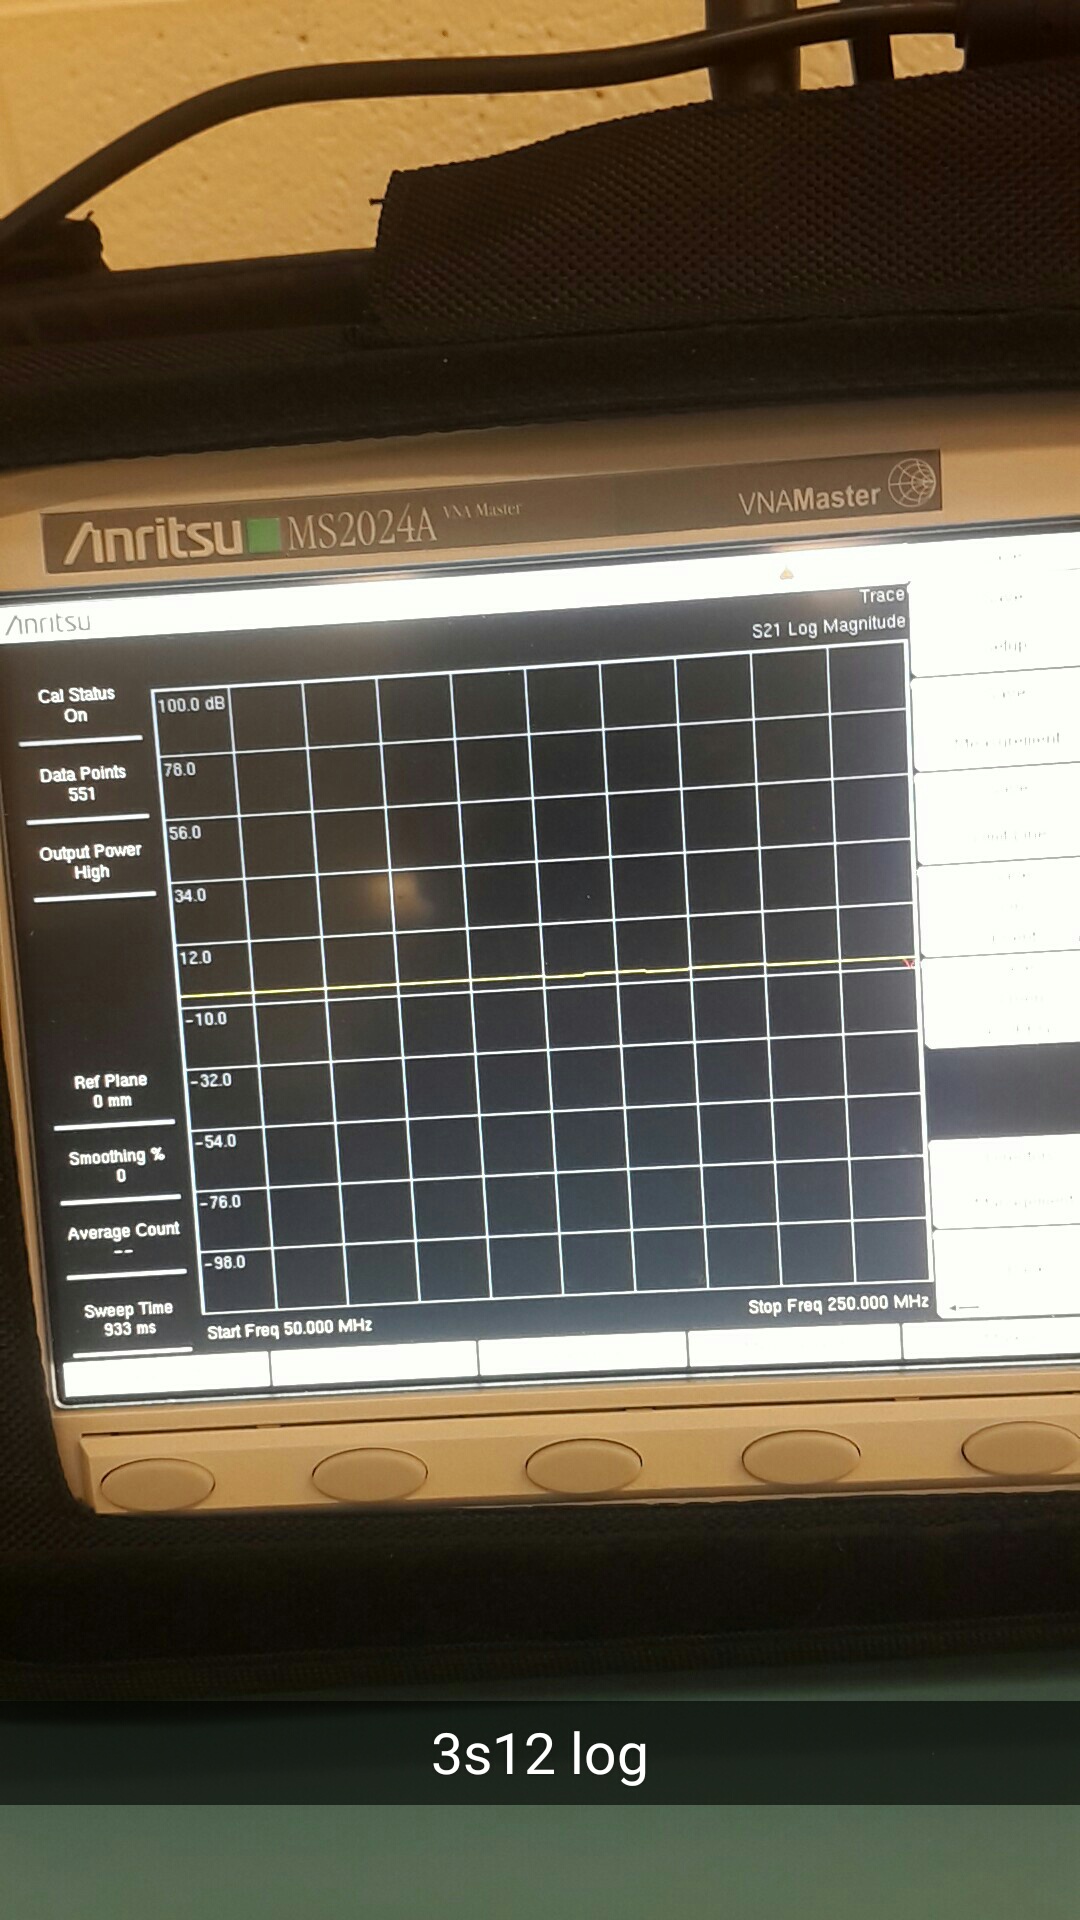 Anritsu MS2024A VNA Master VNAMaster
Anritsu
Trace
S21 Log Magnitude
Cal Status
On
Data Points
551
Output Power
High
Ref Plane
0 mm
Smoothing %
0
Average Count
--
Sweep Time
933 ms
100.0 dB
78.0
56.0
34.0
12.0
-10.0
-32.0
-54.0
-76.0
-98.0
Start Freq 50.000 MHz
Stop Freq 250.000 MHz
3s12 log